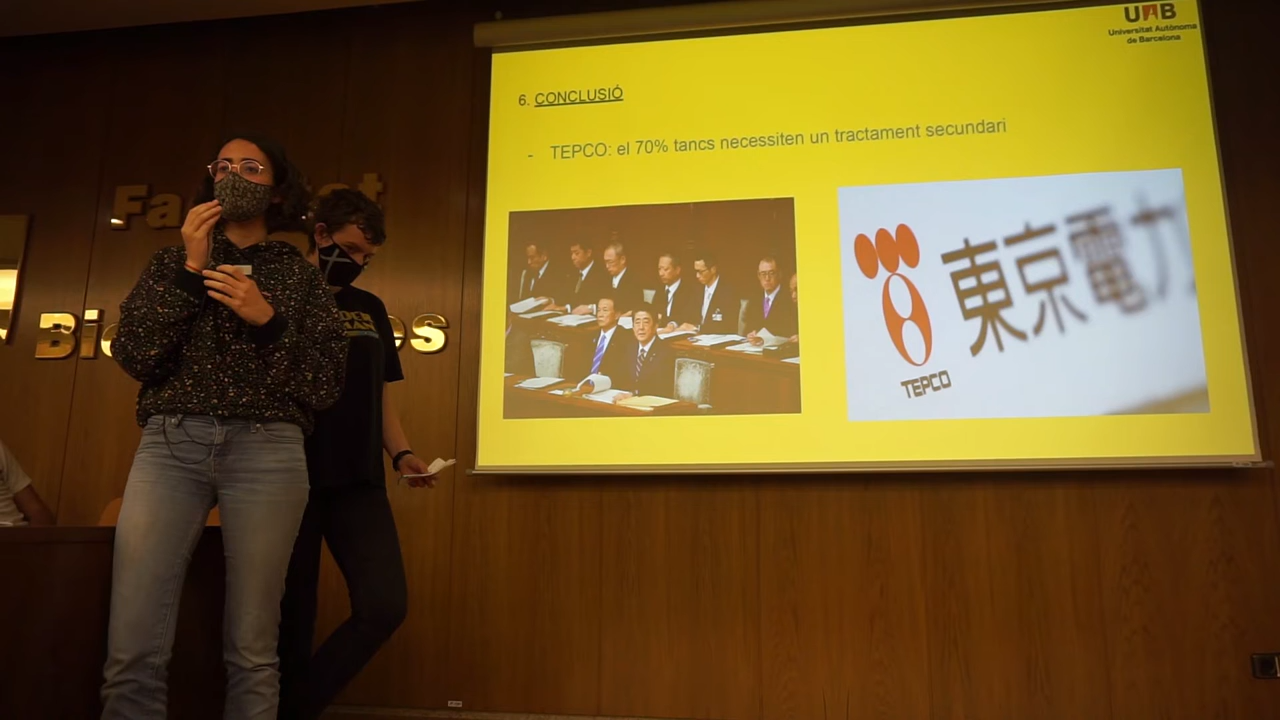 UAB
Universitat Autònoma
de Barcelona
6. CONCLUSIÓ
- TEPCO: el 70% tancs necessiten un tractament secundari
東京電力
TEPCO